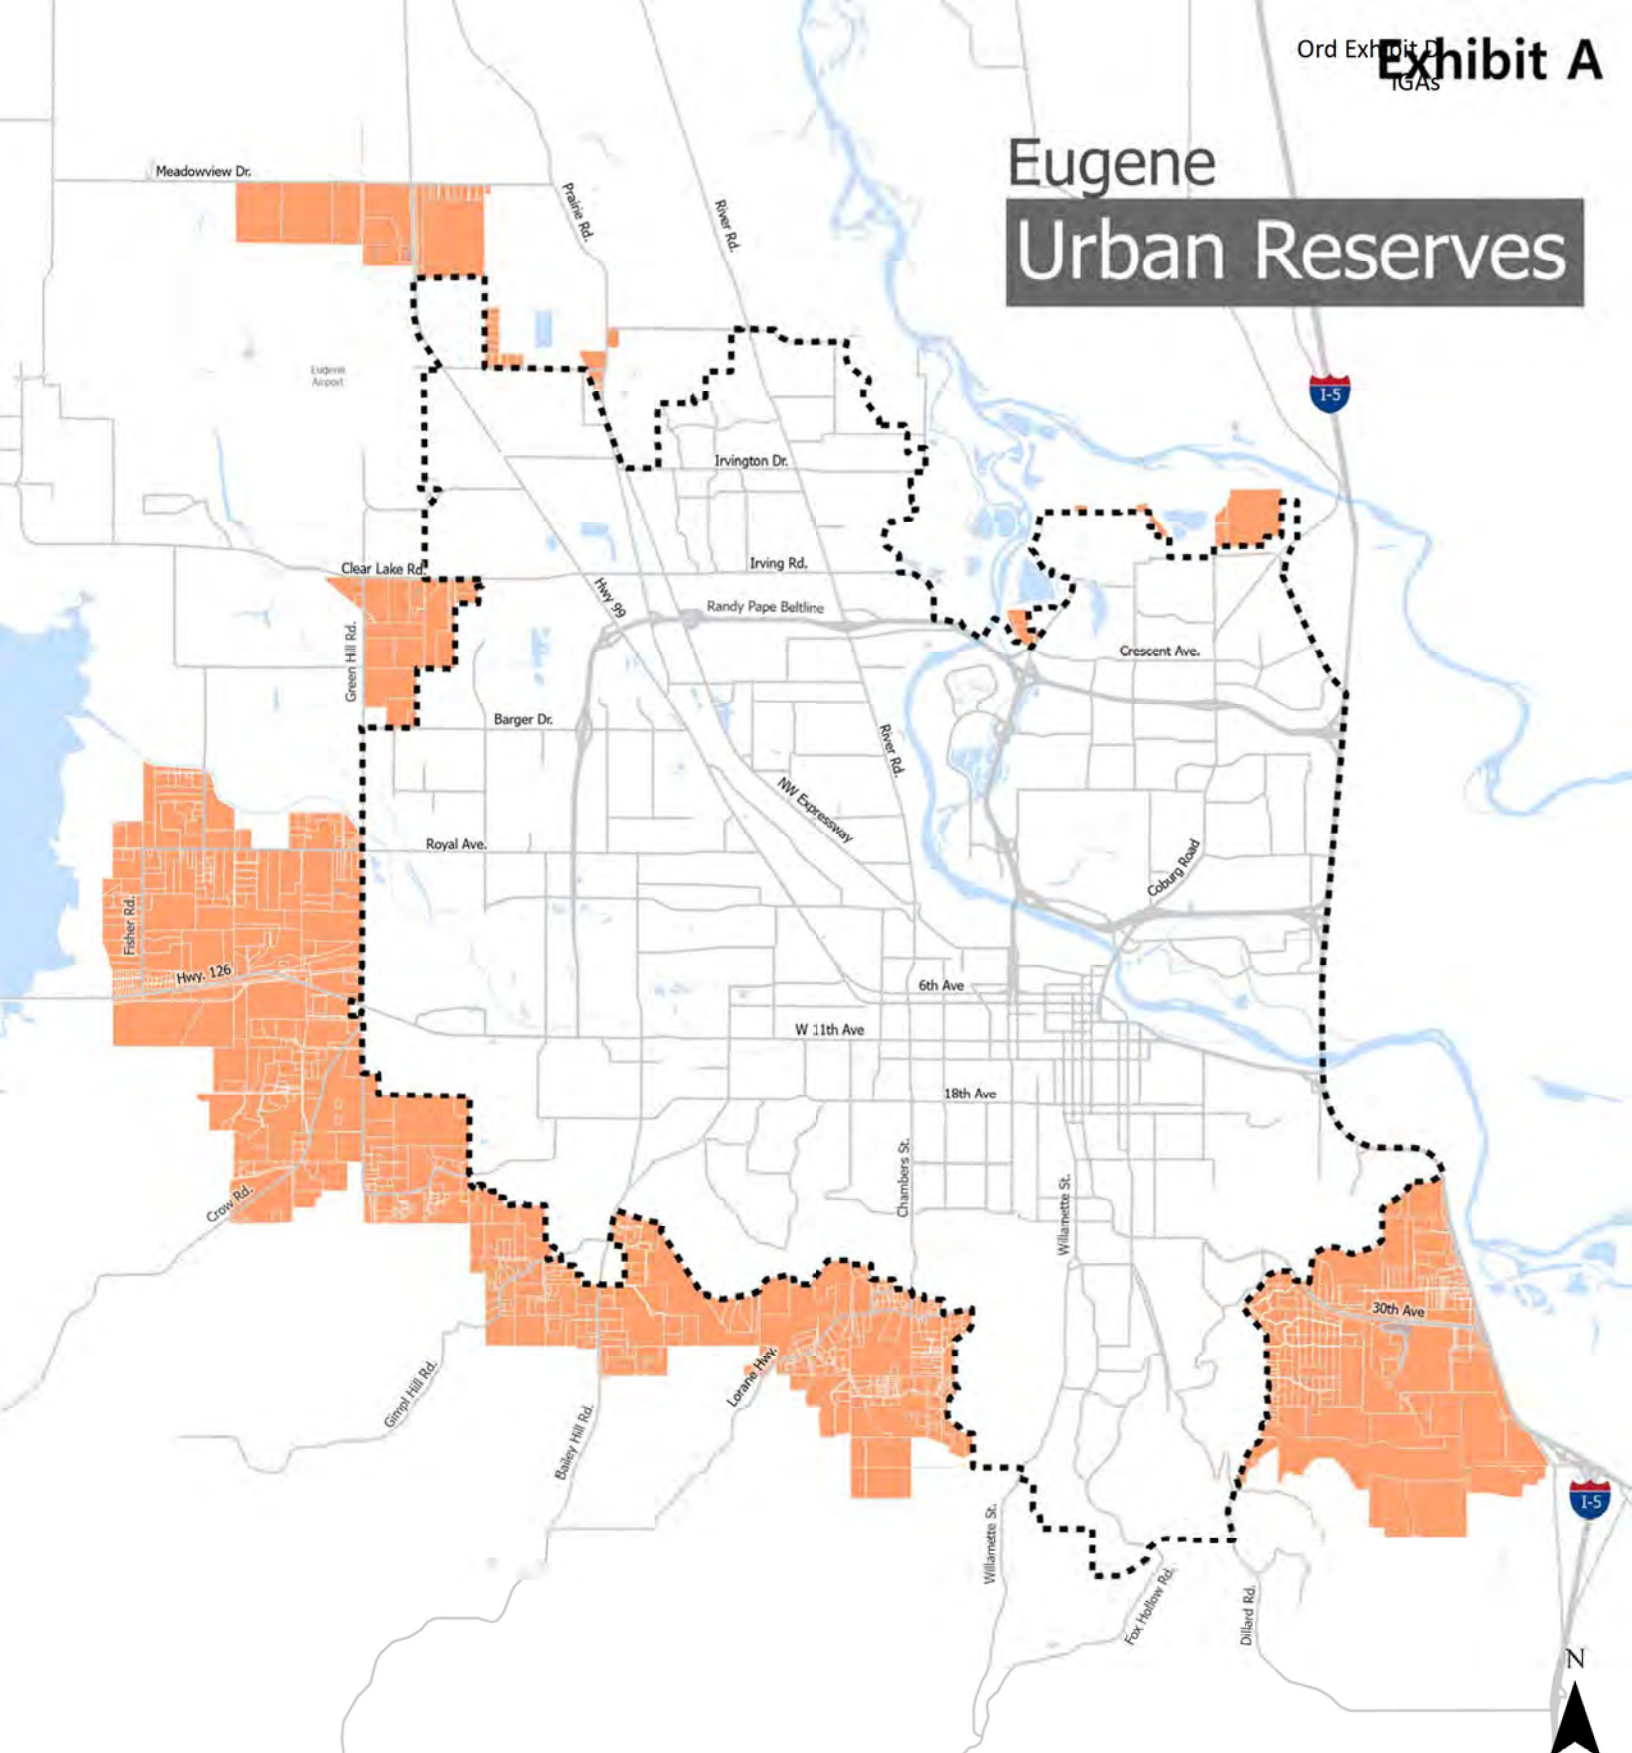 Ord Exhibit D
Exhibit A
IGAs
Eugene
Urban Reserves
Meadowview Dr.
Prairie Rd.
River Rd.
Eugene
Airport
I-5
Irvington Dr.
Clear Lake Rd.
Irving Rd.
Hwy 99
Randy Pape Beltline
Green Hill Rd.
Crescent Ave.
Barger Dr.
River Rd.
NW Expressway
Royal Ave.
Coburg Road
Fisher Rd.
Hwy. 126
6th Ave
W 11th Ave
18th Ave
Chambers St.
Willamette St.
Crow Rd.
30th Ave
Gimpl Hill Rd.
Lorane Hwy.
Bailey Hill Rd.
I-5
Willamette St.
Fox Hollow Rd.
Dillard Rd.
N